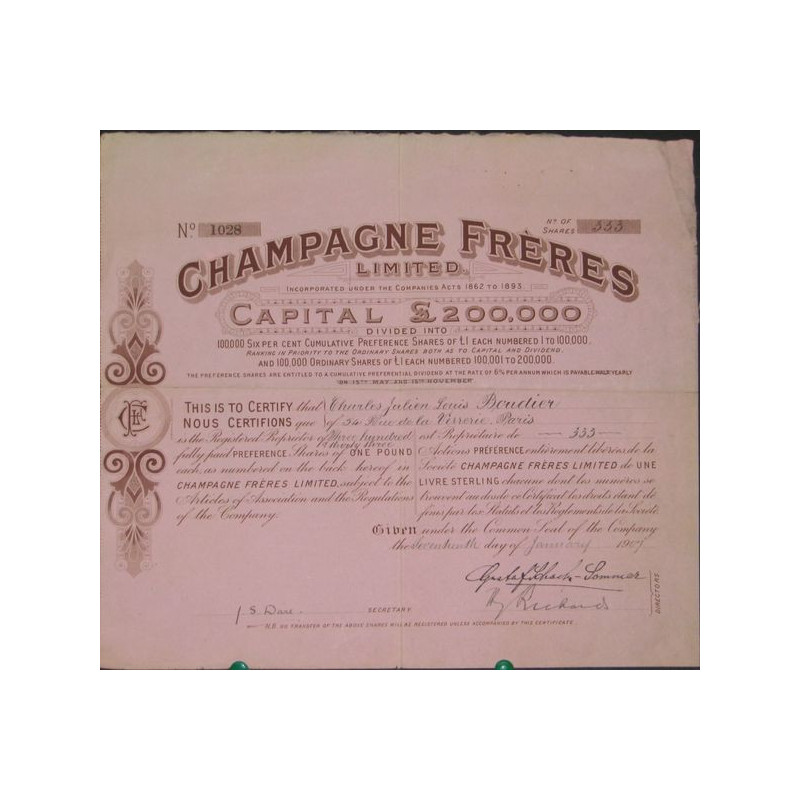 No. 1028
No. OF SHARES 333
CHAMPAGNE FRÈRES
LIMITED.
INCORPORATED UNDER THE COMPANIES ACTS 1862 TO 1893.
CAPITAL £200,000
DIVIDED INTO
100,000 SIX PER CENT CUMULATIVE PREFERENCE SHARES OF £1 EACH NUMBERED 1 TO 100,000,
RANKING IN PRIORITY TO THE ORDINARY SHARES BOTH AS TO CAPITAL AND DIVIDEND,
AND 100,000 ORDINARY SHARES OF £1 EACH NUMBERED 100,001 TO 200,000.
THE PREFERENCE SHARES ARE ENTITLED TO A CUMULATIVE PREFERENTIAL DIVIDEND AT THE RATE OF 6% PER ANNUM WHICH IS PAYABLE HALF YEARLY
ON 15TH MAY AND 15TH NOVEMBER
THIS IS TO CERTIFY that Charles Julien Louis Boudier
NOUS CERTIFIONS que of 54 Rue de la Verrerie, Paris
is the Registered Proprietor of Three hundred & thirty three est Propriétaire de 333
fully paid PREFERENCE Shares of ONE POUND Actions PRÉFÉRENCE entièrement libérées de la
each, as numbered on the back hereof in Société CHAMPAGNE FRÈRES LIMITED de UNE
CHAMPAGNE FRÈRES LIMITED, subject to the LIVRE STERLING chacune dont les numéros se
Articles of Association and the Regulations trouvent au dos de ce Certificat les droits étant dé
of the Company. finis par les Statuts et les Règlements de la Société
Given under the Common Seal of the Company
the Seventeenth day of January 1907
Gustaf Schack-Sommer
Richards
DIRECTORS
J. S. Dare SECRETARY
N.B. NO TRANSFER OF THE ABOVE SHARES WILL BE REGISTERED UNLESS ACCOMPANIED BY THIS CERTIFICATE.